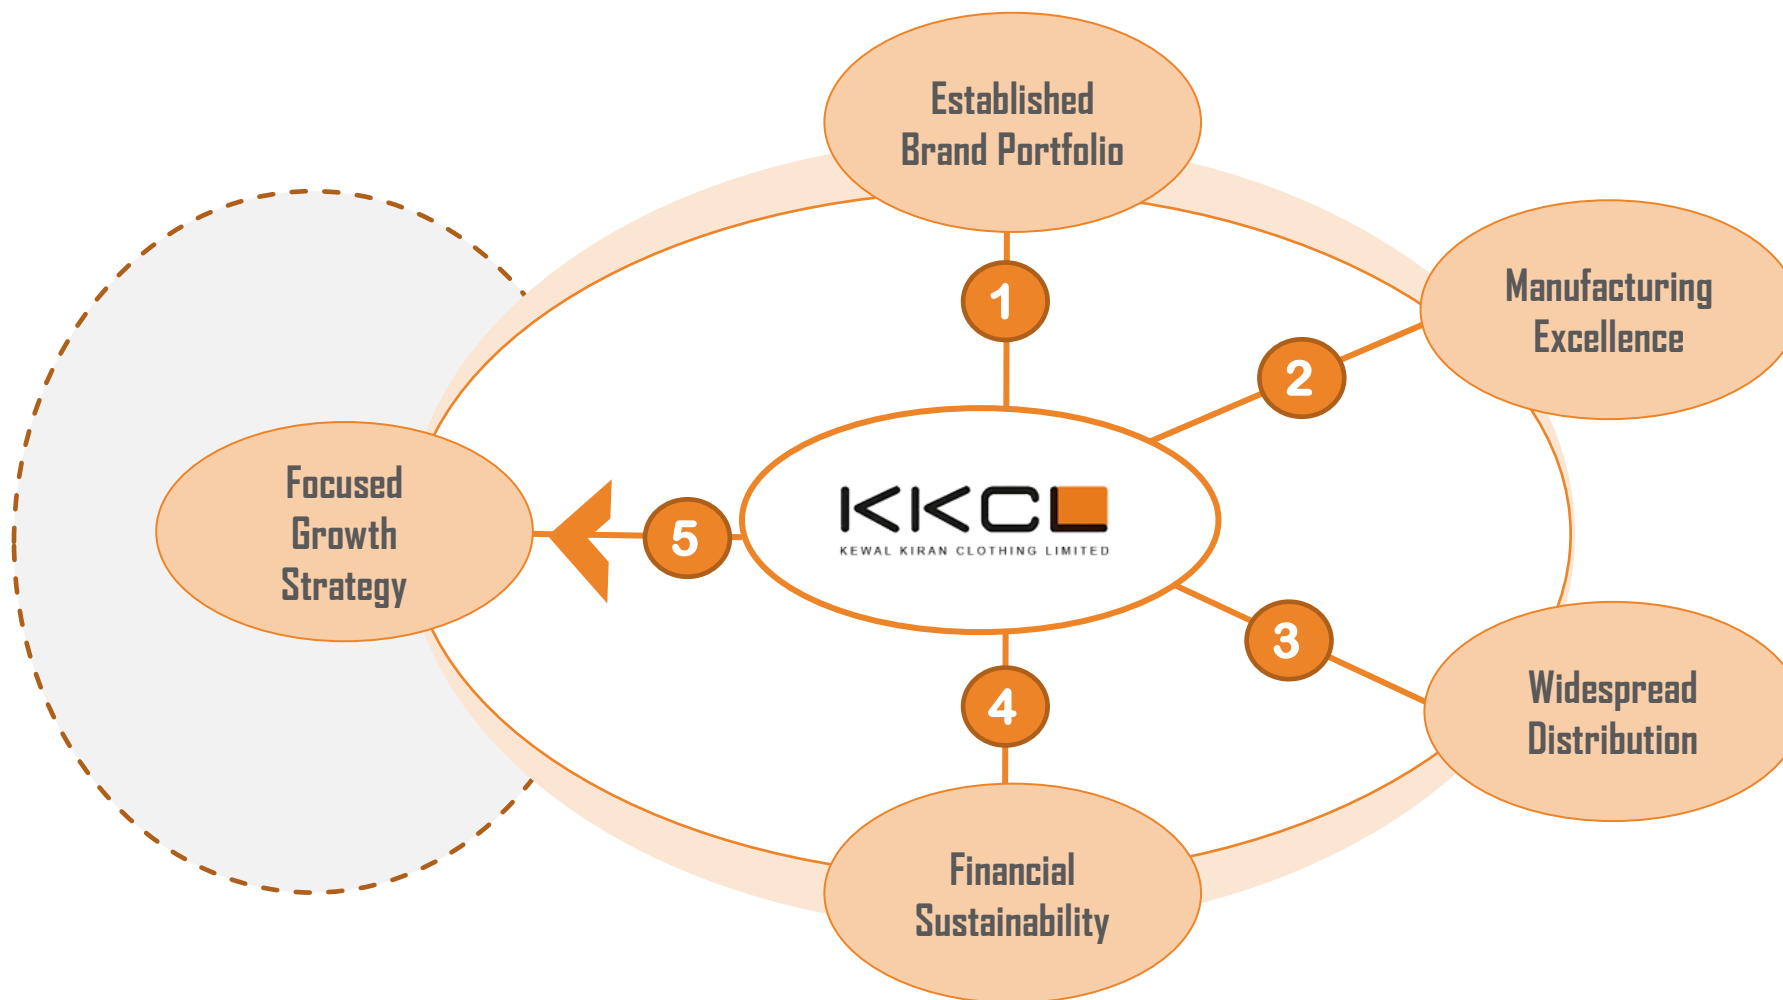 Established
Brand Portfolio
1
Manufacturing
Excellence
2
KKCL
KEWAL KIRAN CLOTHING LIMITED
Focused
Growth
Strategy
5
3
Widespread
Distribution
4
Financial
Sustainability